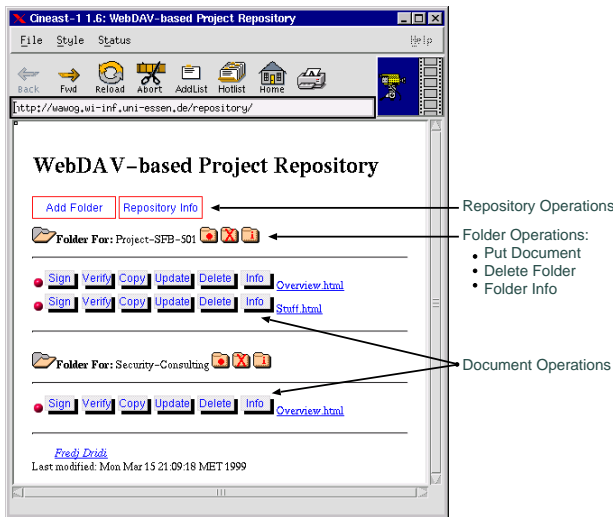 Cineast-1 1.6: WebDAV-based Project Repository
File Style Status Help
Back Fwd Reload Abort AddList Hotlist Home
http://wawog.wi-inf.uni-essen.de/repository/
WebDAV-based Project Repository
Add Folder Repository Info
Repository Operations
Folder For: Project-SFB-501
Folder Operations:
• Put Document
• Delete Folder
• Folder Info
Sign Verify Copy Update Delete Info Overview.html
Sign Verify Copy Update Delete Info Stuff.html
Folder For: Security-Consulting
Document Operations
Sign Verify Copy Update Delete Info Overview.html
Fredj Dridi
Last modified: Mon Mar 15 21:09:18 MET 1999